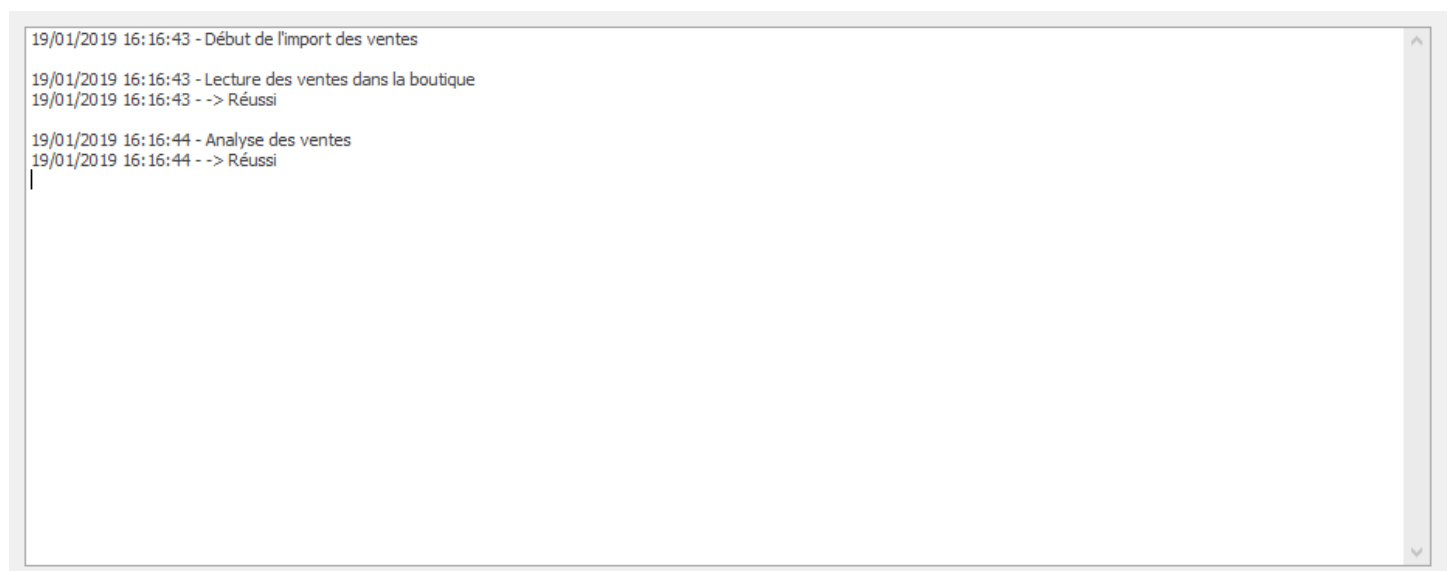 19/01/2019 16:16:43 - Début de l'import des ventes
19/01/2019 16:16:43 - Lecture des ventes dans la boutique
19/01/2019 16:16:43 - -> Réussi
19/01/2019 16:16:44 - Analyse des ventes
19/01/2019 16:16:44 - -> Réussi